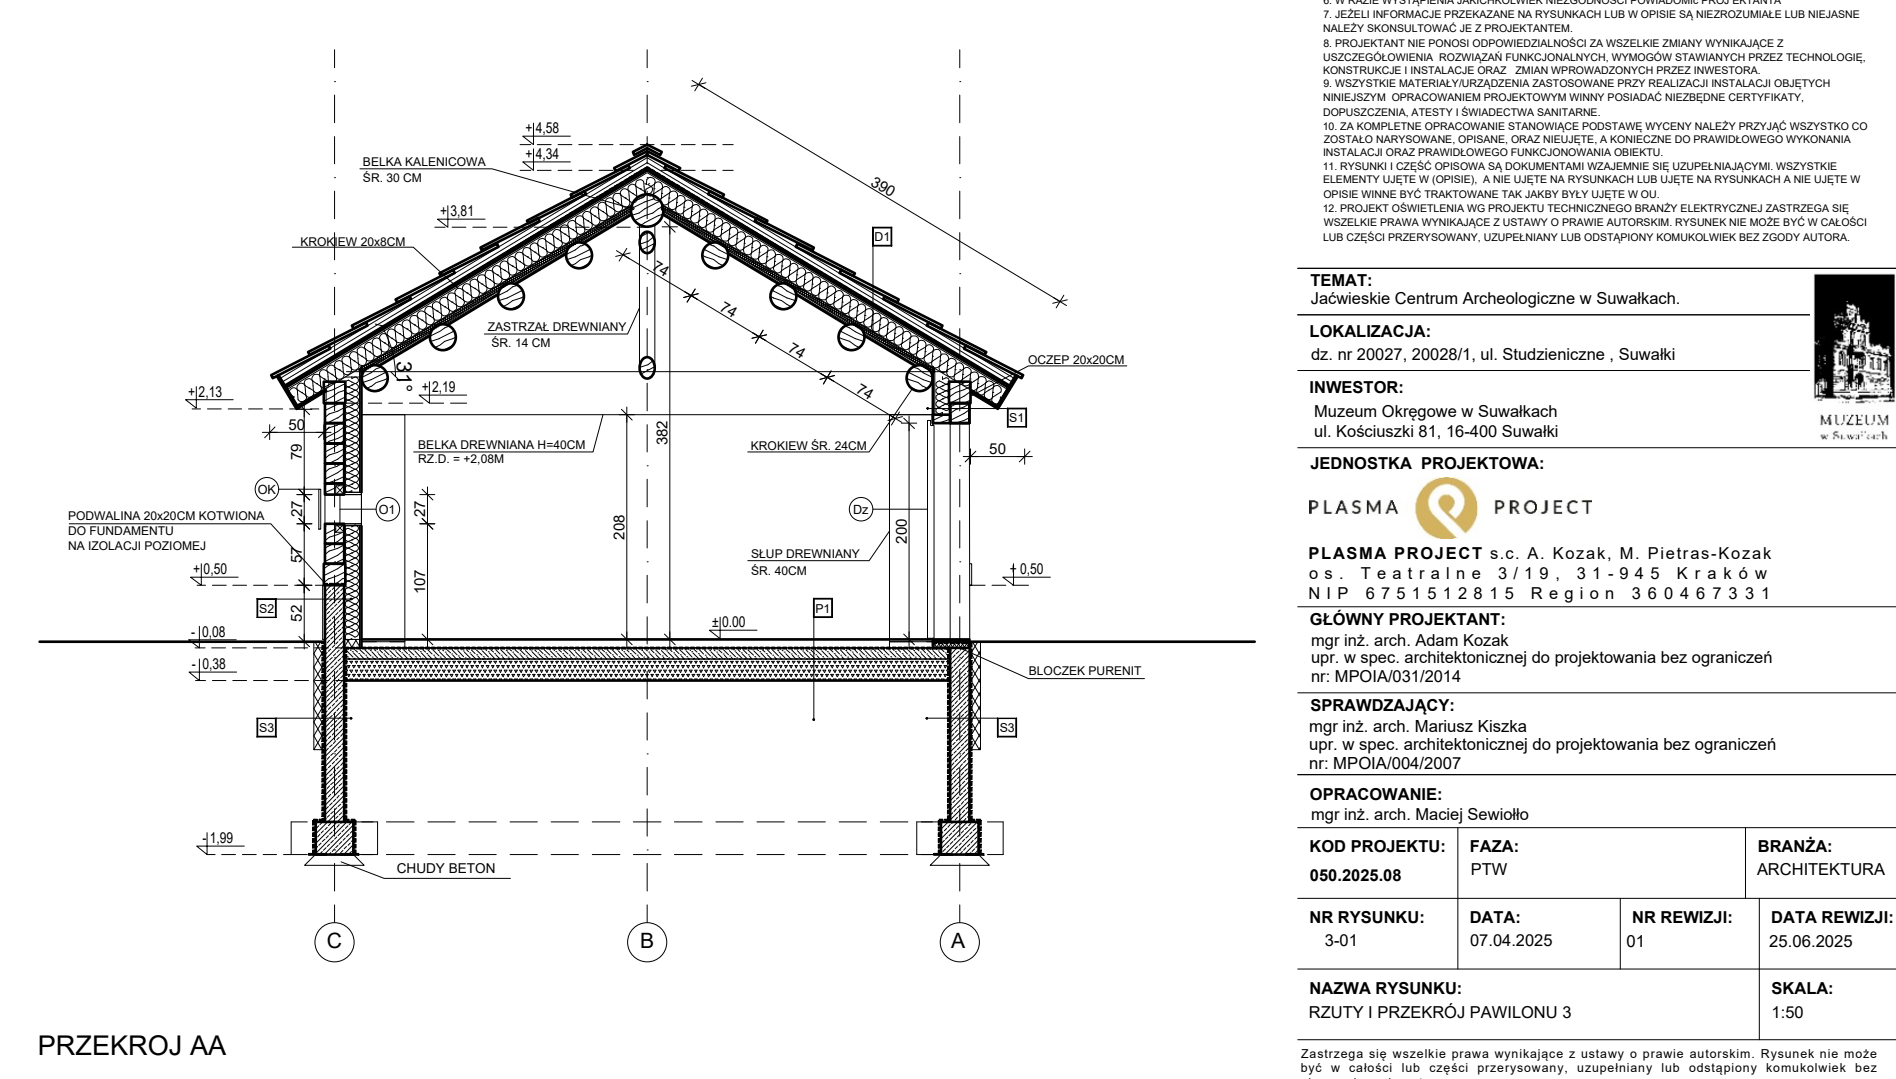 6. W RAZIE WYSTĄPIENIA JAKICHKOLWIEK NIEZGODNOŚCI POWIADOMIĆ PROJEKTANTA
7. JEŻELI INFORMACJE PRZEKAZANE NA RYSUNKACH LUB W OPISIE SĄ NIEZROZUMIAŁE LUB NIEJASNE
NALEŻY SKONSULTOWAĆ JE Z PROJEKTANTEM.
8. PROJEKTANT NIE PONOSI ODPOWIEDZIALNOŚCI ZA WSZELKIE ZMIANY WYNIKAJĄCE Z
USZCZEGÓŁOWIENIA ROZWIĄZAŃ FUNKCJONALNYCH, WYMOGÓW STAWIANYCH PRZEZ TECHNOLOGIĘ,
KONSTRUKCJE I INSTALACJE ORAZ ZMIAN WPROWADZONYCH PRZEZ INWESTORA.
9. WSZYSTKIE MATERIAŁY/URZĄDZENIA ZASTOSOWANE PRZY REALIZACJI INSTALACJI OBJĘTYCH
NINIEJSZYM OPRACOWANIEM PROJEKTOWYM WINNY POSIADAĆ NIEZBĘDNE CERTYFIKATY,
DOPUSZCZENIA, ATESTY I ŚWIADECTWA SANITARNE.
10. ZA KOMPLETNE OPRACOWANIE STANOWIĄCE PODSTAWĘ WYCENY NALEŻY PRZYJĄĆ WSZYSTKO CO
ZOSTAŁO NARYSOWANE, OPISANE, ORAZ NIEUJĘTE, A KONIECZNE DO PRAWIDŁOWEGO WYKONANIA
INSTALACJI ORAZ PRAWIDŁOWEGO FUNKCJONOWANIA OBIEKTU.
11. RYSUNKI I CZĘŚĆ OPISOWA SĄ DOKUMENTAMI WZAJEMNIE SIĘ UZUPEŁNIAJĄCYMI. WSZYSTKIE
ELEMENTY UJĘTE W (OPISIE), A NIE UJĘTE NA RYSUNKACH LUB UJĘTE NA RYSUNKACH A NIE UJĘTE W
OPISIE WINNE BYĆ TRAKTOWANE TAK JAKBY BYŁY UJĘTE W OU.
12. PROJEKT OŚWIETLENIA WG PROJEKTU TECHNICZNEGO BRANŻY ELEKTRYCZNEJ ZASTRZEGA SIĘ
WSZELKIE PRAWA WYNIKAJĄCE Z USTAWY O PRAWIE AUTORSKIM. RYSUNEK NIE MOŻE BYĆ W CAŁOŚCI
LUB CZĘŚCI PRZERYSOWANY, UZUPEŁNIANY LUB ODSTĄPIONY KOMUKOLWIEK BEZ ZGODY AUTORA.
+4,58
+4,34
BELKA KALENICOWA
ŚR. 30 CM
390
+3,81
KROKIEW 20x8CM
D1
74
74
74
74
ZASTRZAŁ DREWNIANY
ŚR. 14 CM
31°
OCZEP 20x20CM
+2,13
+2,19
S1
50
79
BELKA DREWNIANA H=40CM
RZ.D. = +2,08M
382
KROKIEW ŚR. 24CM
50
OK
27
O1
27
Dz
PODWALINA 20x20CM KOTWIONA
DO FUNDAMENTU
NA IZOLACJI POZIOMEJ
208
200
57
SŁUP DREWNIANY
ŚR. 40CM
+0,50
107
+ 0,50
S2
52
P1
±0.00
- 0,08
- 0,38
BLOCZEK PURENIT
S3
S3
- 1,99
CHUDY BETON
C
B
A
PRZEKROJ AA
TEMAT:
Jaćwieskie Centrum Archeologiczne w Suwałkach.
LOKALIZACJA:
dz. nr 20027, 20028/1, ul. Studzieniczne , Suwałki
INWESTOR:
Muzeum Okręgowe w Suwałkach
ul. Kościuszki 81, 16-400 Suwałki
MUZEUM
w Suwałkach
JEDNOSTKA PROJEKTOWA:
PLASMA PROJECT
PLASMA PROJECT s.c. A. Kozak, M. Pietras-Kozak
os. Teatralne 3/19, 31-945 Kraków
NIP 6751512815 Region 360467331
GŁÓWNY PROJEKTANT:
mgr inż. arch. Adam Kozak
upr. w spec. architektonicznej do projektowania bez ograniczeń
nr: MPOIA/031/2014
SPRAWDZAJĄCY:
mgr inż. arch. Mariusz Kiszka
upr. w spec. architektonicznej do projektowania bez ograniczeń
nr: MPOIA/004/2007
OPRACOWANIE:
mgr inż. arch. Maciej Sewiołło
KOD PROJEKTU: FAZA: BRANŻA:
050.2025.08 PTW ARCHITEKTURA
NR RYSUNKU: DATA: NR REWIZJI: DATA REWIZJI:
3-01 07.04.2025 01 25.06.2025
NAZWA RYSUNKU: SKALA:
RZUTY I PRZEKRÓJ PAWILONU 3 1:50
Zastrzega się wszelkie prawa wynikające z ustawy o prawie autorskim. Rysunek nie może
być w całości lub części przerysowany, uzupełniany lub odstąpiony komukolwiek bez